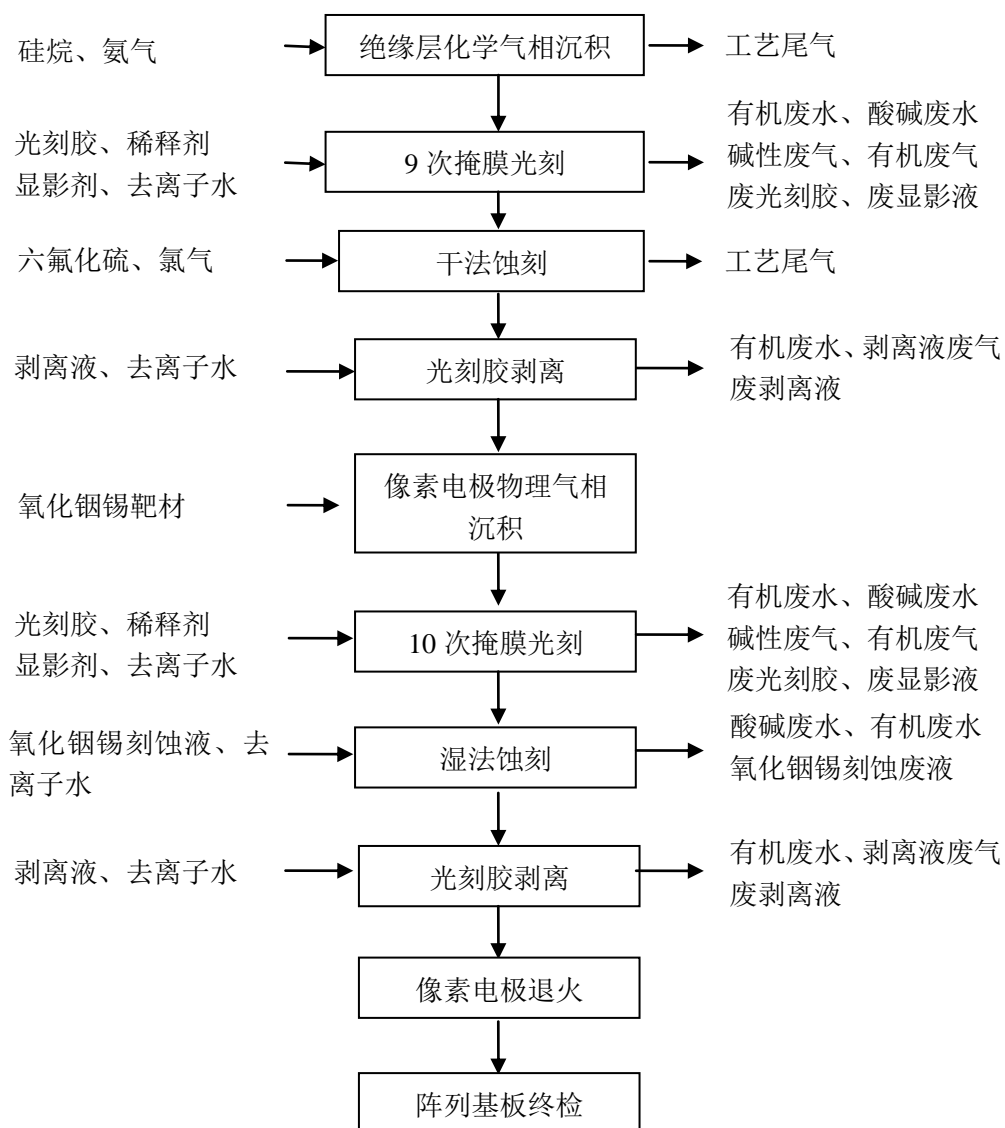 硅烷、氨气
绝缘层化学气相沉积
工艺尾气
光刻胶、稀释剂
显影剂、去离子水
9 次掩膜光刻
有机废水、酸碱废水
碱性废气、有机废气
废光刻胶、废显影液
六氟化硫、氯气
干法蚀刻
工艺尾气
剥离液、去离子水
光刻胶剥离
有机废水、剥离液废气
废剥离液
氧化铟锡靶材
像素电极物理气相
沉积
光刻胶、稀释剂
显影剂、去离子水
10 次掩膜光刻
有机废水、酸碱废水
碱性废气、有机废气
废光刻胶、废显影液
氧化铟锡刻蚀液、去
离子水
湿法蚀刻
酸碱废水、有机废水
氧化铟锡刻蚀废液
剥离液、去离子水
光刻胶剥离
有机废水、剥离液废气
废剥离液
像素电极退火
阵列基板终检